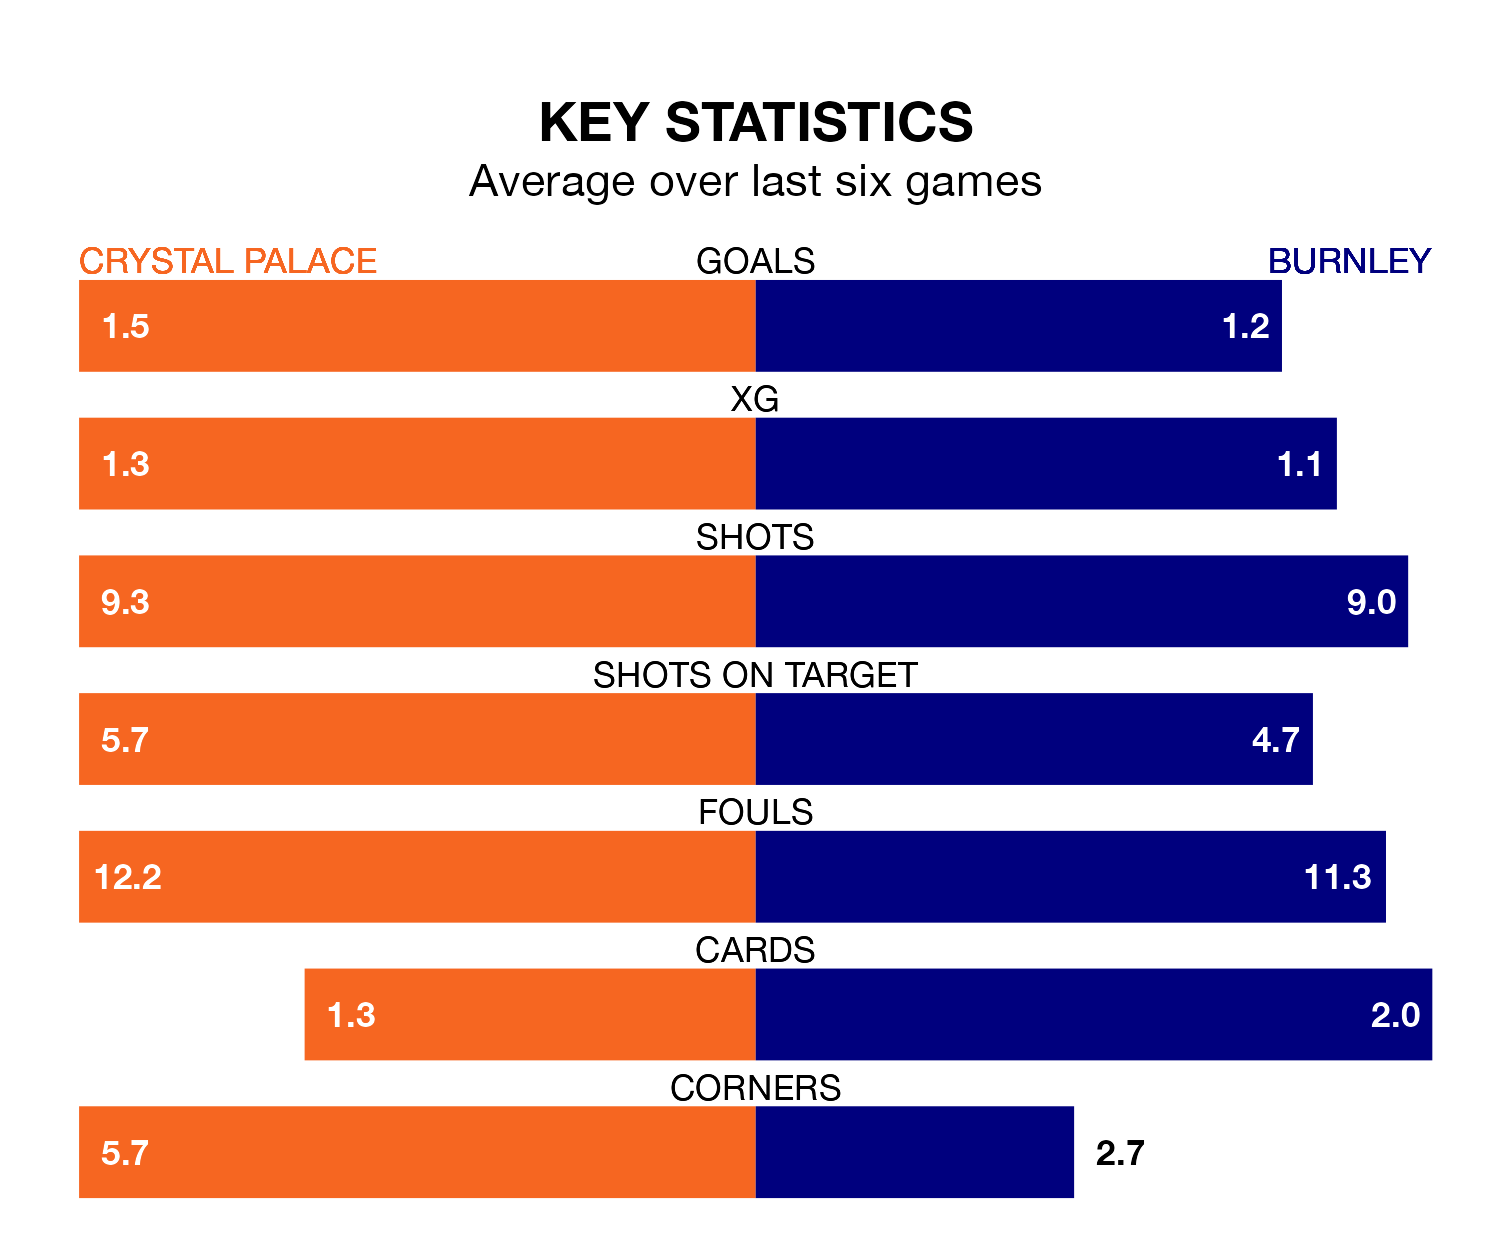 KEY STATISTICS
Average over last six games
CRYSTAL PALACE GOALS BURNLEY
1.5 1.2
XG
1.3 1.1
SHOTS
9.3 9.0
SHOTS ON TARGET
5.7 4.7
FOULS
12.2 11.3
CARDS
1.3 2.0
CORNERS
5.7 2.7